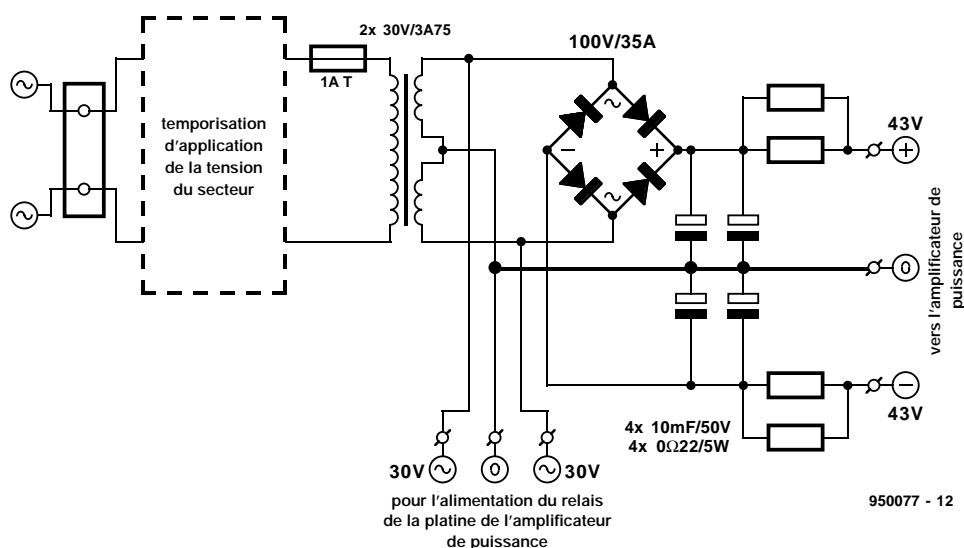 2x 30V/3A75
100V/35A
1A T
temporisation
d'application
de la tension
du secteur
~
~
−
+
43V
+
0
vers l'amplificateur de
puissance
−
43V
4x 10mF/50V
4x 0Ω22/5W
30V
0
30V
pour l'alimentation du relais
de la platine de l'amplificateur
de puissance
950077 - 12